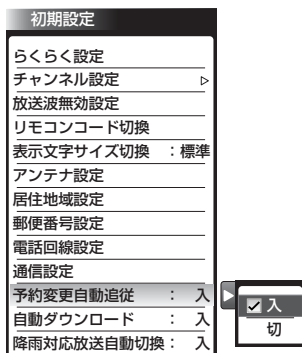 初期設定
らくらく設定
チャンネル設定 ▷
放送波無効設定
リモコンコード切換
表示文字サイズ切換 ：標準
アンテナ設定
居住地域設定
郵便番号設定
電話回線設定
通信設定
予約変更自動追従 ： 入
自動ダウンロード ： 入
降雨対応放送自動切換： 入
入
切